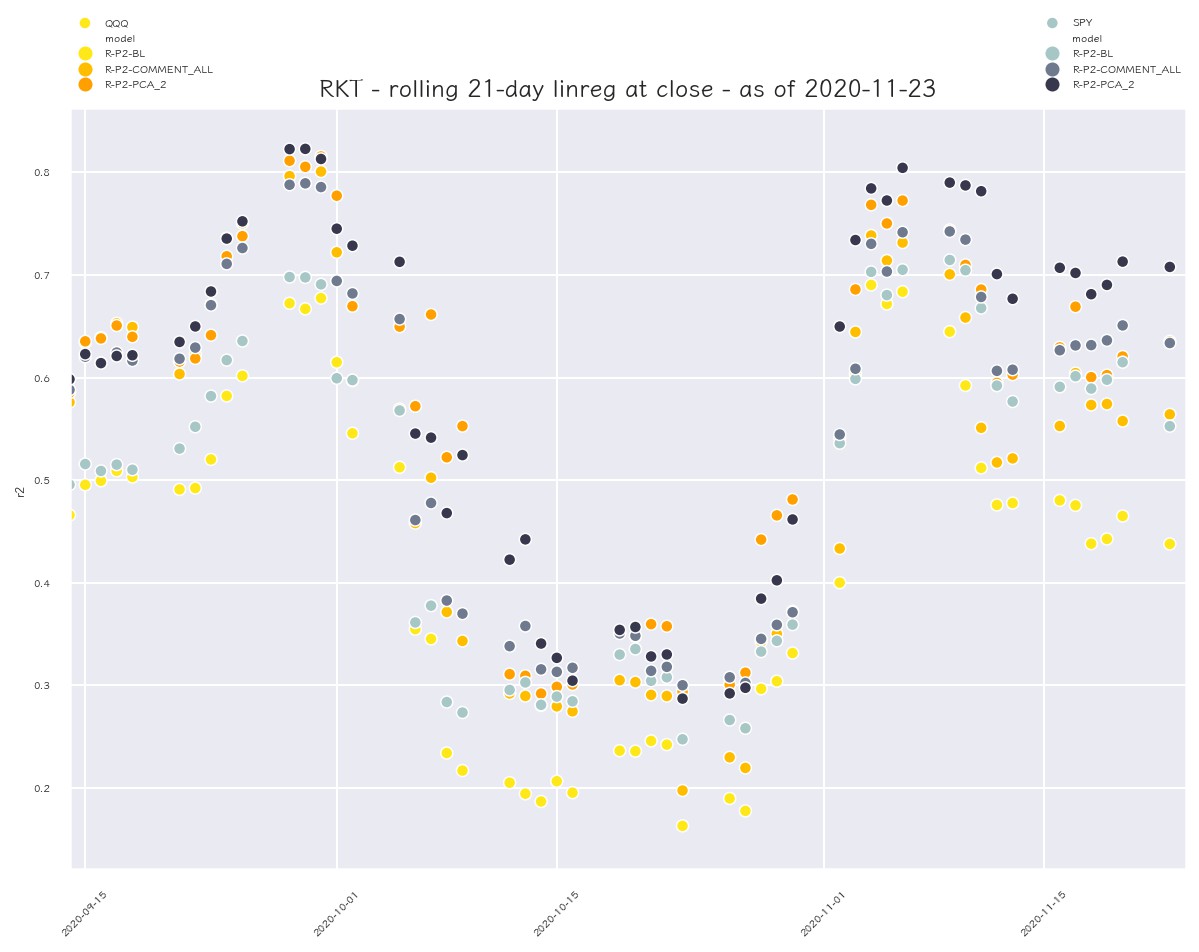 QQQ
model
R-P2-BL
R-P2-COMMENT_ALL
R-P2-PCA_2
SPY
model
R-P2-BL
R-P2-COMMENT_ALL
R-P2-PCA_2
RKT - rolling 21-day linreg at close - as of 2020-11-23
r2
0.8
0.7
0.6
0.5
0.4
0.3
0.2
2020-09-15
2020-10-01
2020-10-15
2020-11-01
2020-11-15